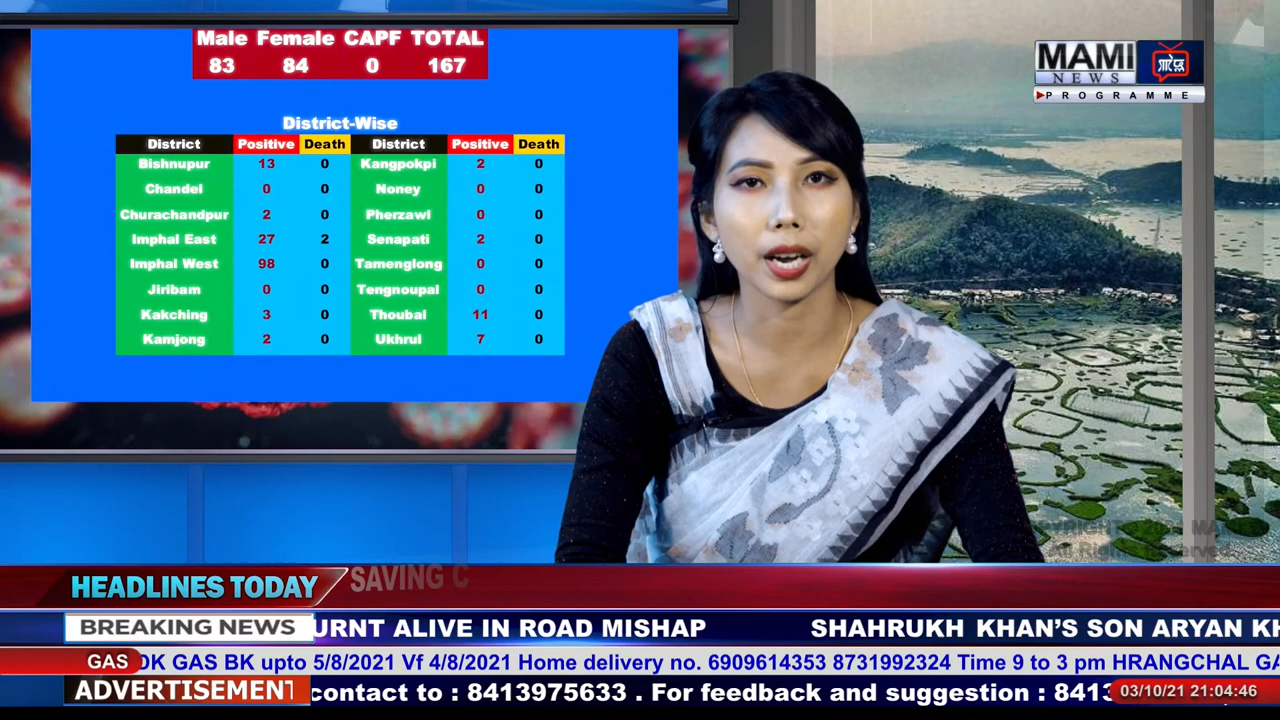 Male Female CAPF TOTAL
83 84 0 167
MAMI
NEWS
PROGRAMME
District-Wise
District Positive Death District Positive Death
Bishnupur 13 0 Kangpokpi 2 0
Chandel 0 0 Noney 0 0
Churachandpur 2 0 Pherzawl 0 0
Imphal East 27 2 Senapati 2 0
Imphal West 98 0 Tamenglong 0 0
Jiribam 0 0 Tengnoupal 0 0
Kakching 3 0 Thoubal 11 0
Kamjong 2 0 Ukhrul 7 0
All Rights Reserved
HEADLINES TODAY SAVING C
BREAKING NEWS URNT ALIVE IN ROAD MISHAP SHAHRUKH KHAN'S SON ARYAN KH
GAS OK GAS BK upto 5/8/2021 Vf 4/8/2021 Home delivery no. 6909614353 8731992324 Time 9 to 3 pm HRANGCHAL GA
ADVERTISEMENT contact to : 8413975633 . For feedback and suggestion : 8413
03/10/21 21:04:46